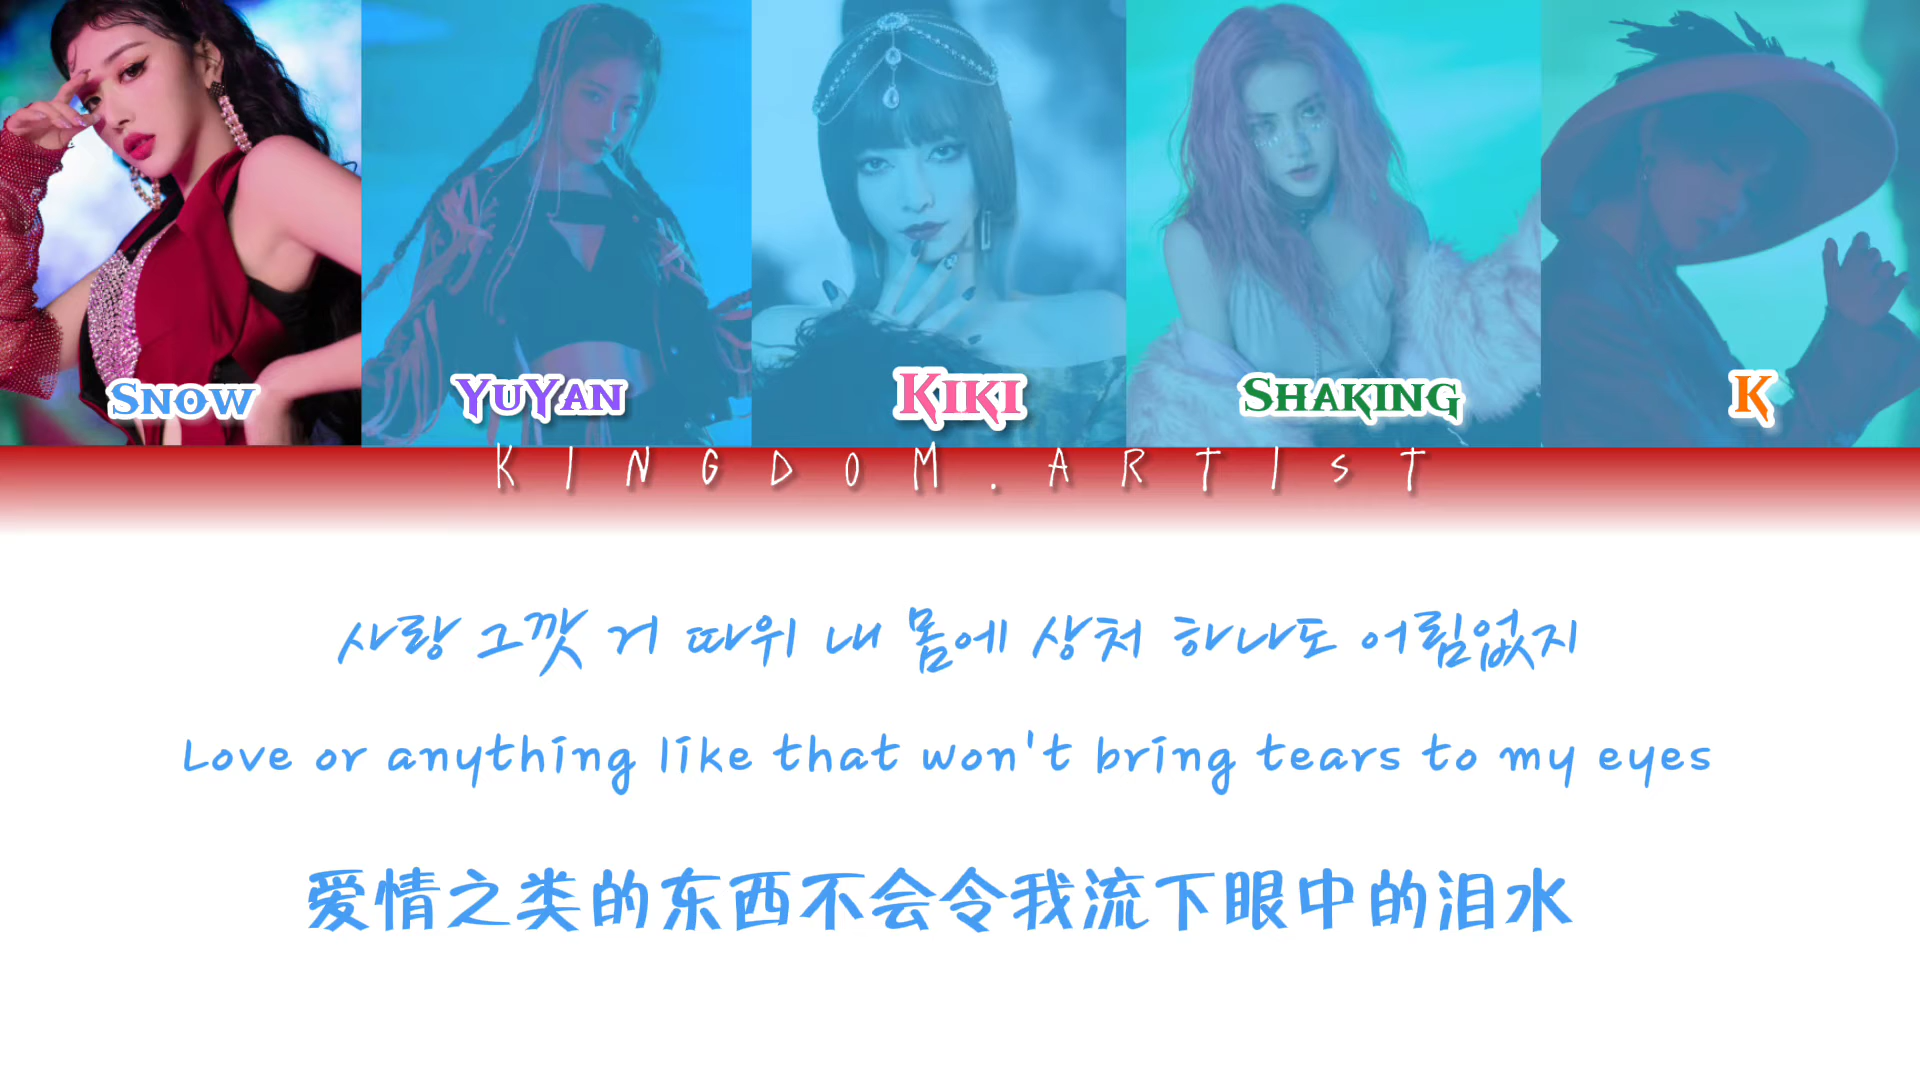 Snow YuYan Kiki Shaking K
KINGDOM.ARTIST
사랑 그깟 거 따위 내 몸에 상처 하나도 어림없지
Love or anything like that won't bring tears to my eyes
爱情之类的东西不会令我流下眼中的泪水